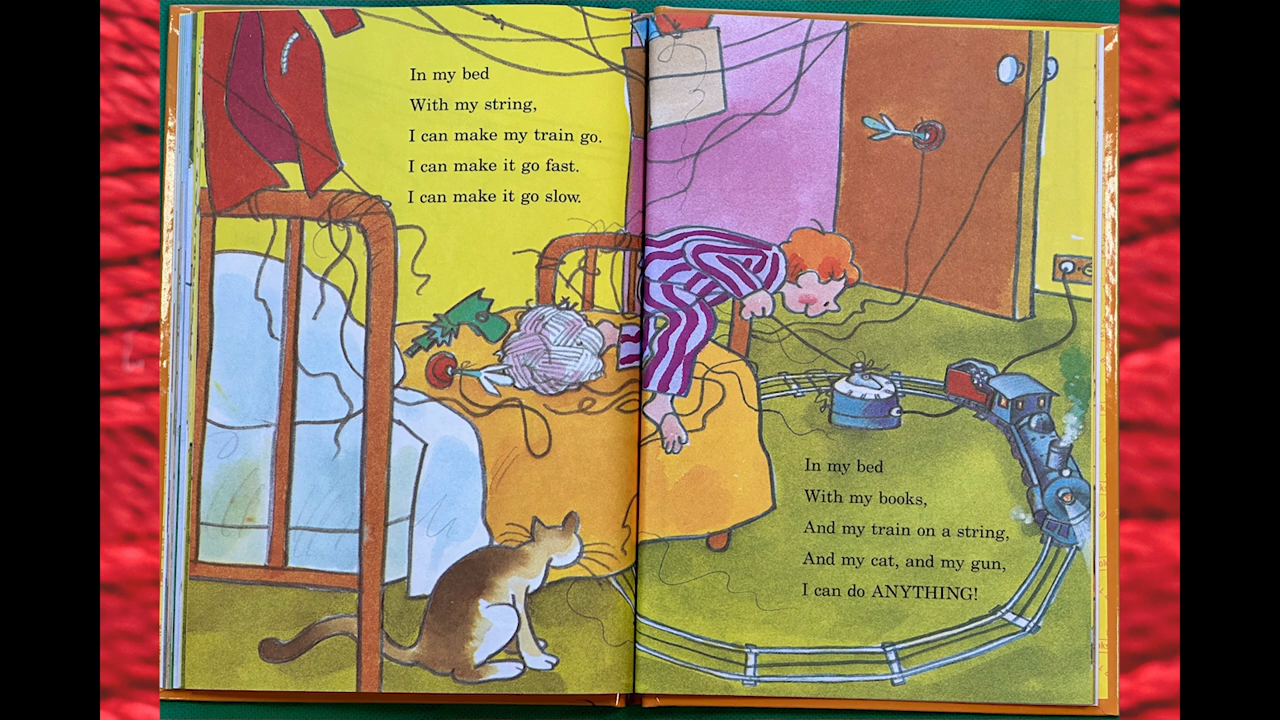 In my bed
With my string,
I can make my train go.
I can make it go fast.
I can make it go slow.
In my bed
With my books,
And my train on a string,
And my cat, and my gun,
I can do ANYTHING!